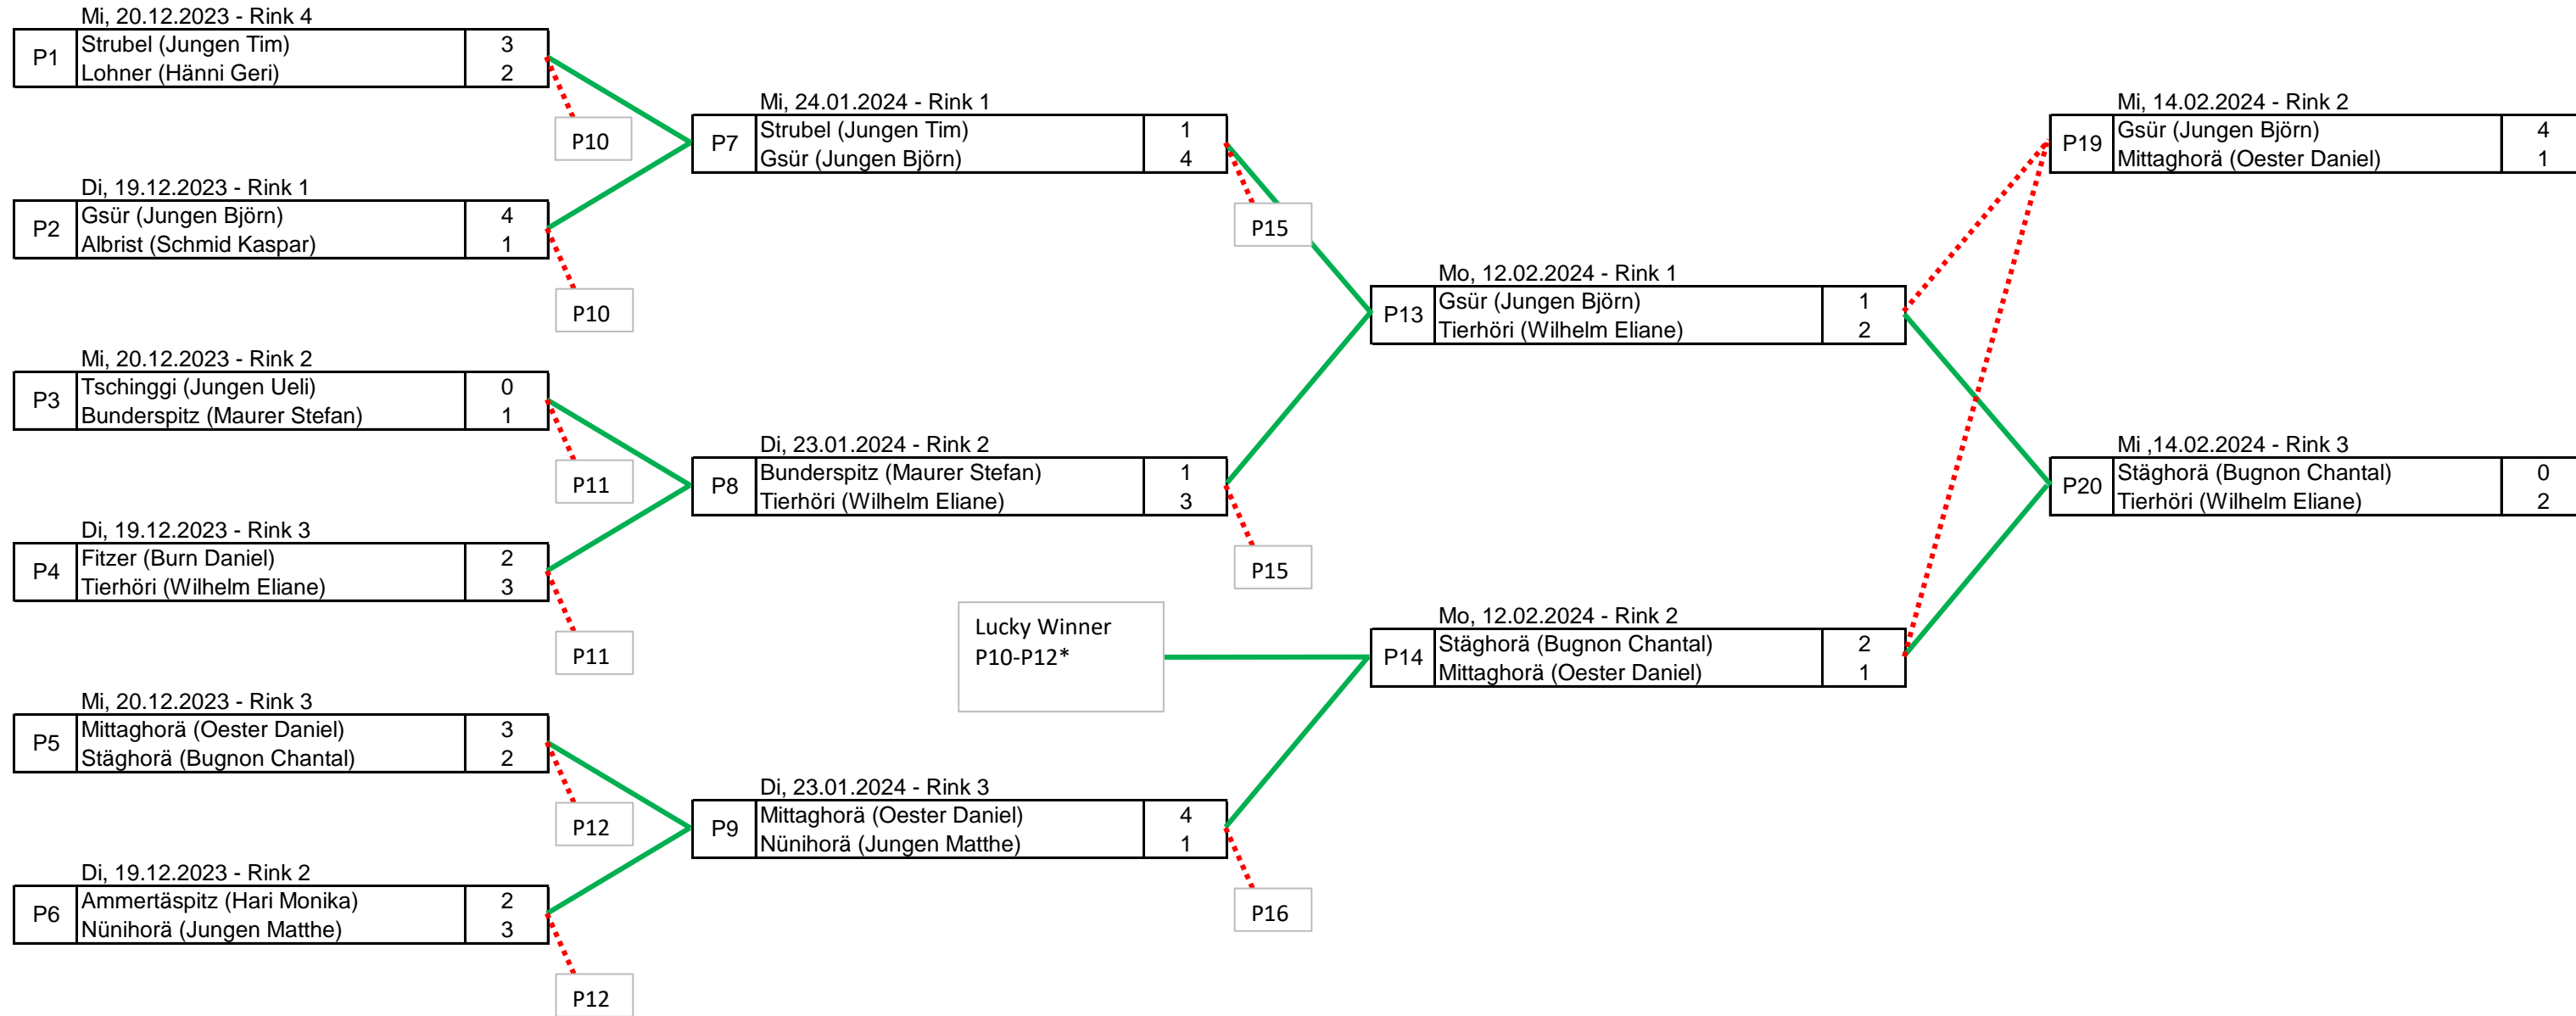 Mi, 20.12.2023 - Rink 4
P1 Strubel (Jungen Tim) 3
Lohner (Hänni Geri) 2
P10
Di, 19.12.2023 - Rink 1
P2 Gsür (Jungen Björn) 4
Albrist (Schmid Kaspar) 1
P10
Mi, 20.12.2023 - Rink 2
P3 Tschinggi (Jungen Ueli) 0
Bunderspitz (Maurer Stefan) 1
P11
Di, 19.12.2023 - Rink 3
P4 Fitzer (Burn Daniel) 2
Tierhöri (Wilhelm Eliane) 3
P11
Mi, 20.12.2023 - Rink 3
P5 Mittaghorä (Oester Daniel) 3
Stäghorä (Bugnon Chantal) 2
P12
Di, 19.12.2023 - Rink 2
P6 Ammertäspitz (Hari Monika) 2
Nünihorä (Jungen Matthe) 3
P12
Mi, 24.01.2024 - Rink 1
P7 Strubel (Jungen Tim) 1
Gsür (Jungen Björn) 4
P15
Di, 23.01.2024 - Rink 2
P8 Bunderspitz (Maurer Stefan) 1
Tierhöri (Wilhelm Eliane) 3
P15
Lucky Winner
P10-P12*
Di, 23.01.2024 - Rink 3
P9 Mittaghorä (Oester Daniel) 4
Nünihorä (Jungen Matthe) 1
P16
Mo, 12.02.2024 - Rink 1
P13 Gsür (Jungen Björn) 1
Tierhöri (Wilhelm Eliane) 2
Mo, 12.02.2024 - Rink 2
P14 Stäghorä (Bugnon Chantal) 2
Mittaghorä (Oester Daniel) 1
Mi, 14.02.2024 - Rink 2
P19 Gsür (Jungen Björn) 4
Mittaghorä (Oester Daniel) 1
Mi ,14.02.2024 - Rink 3
P20 Stäghorä (Bugnon Chantal) 0
Tierhöri (Wilhelm Eliane) 2